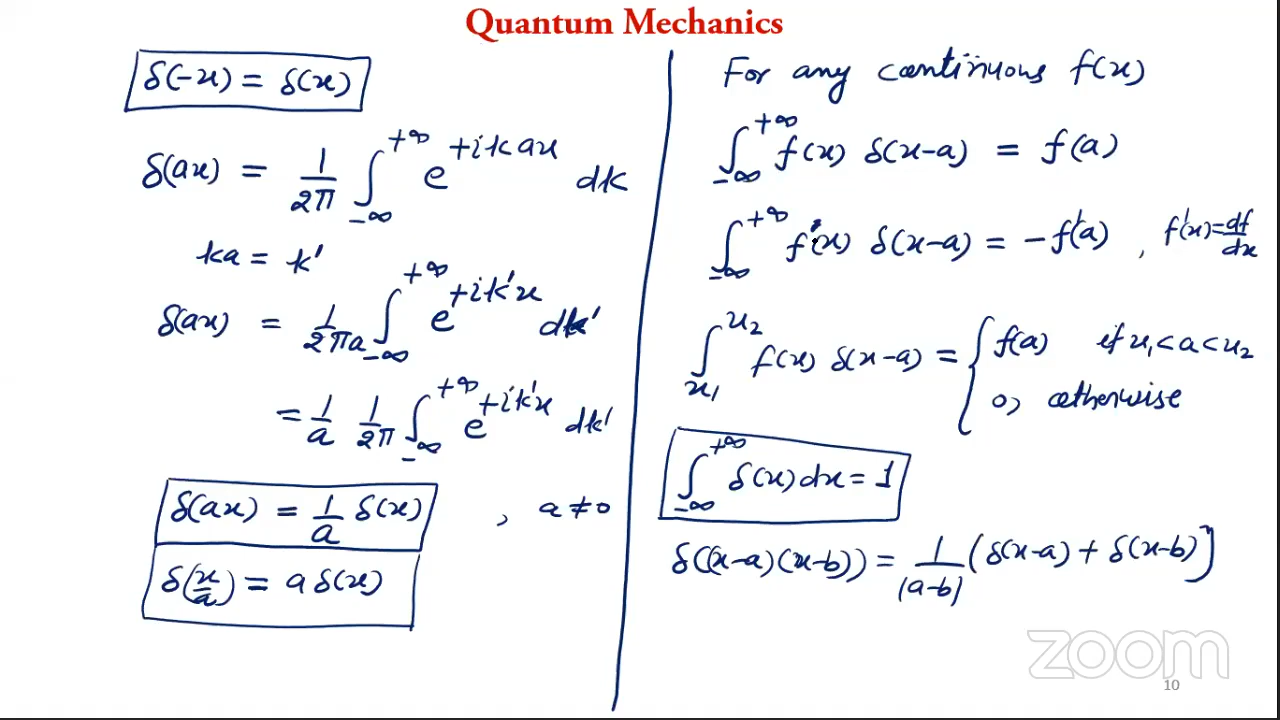 Quantum Mechanics
δ(-x) = δ(x)
δ(ax) = 1/2π ∫_{-∞}^{+∞} e^{+ikax} dk
ka = k'
δ(ax) = 1/2πa ∫_{-∞}^{+∞} e^{+ik'x} dk'
= 1/a 1/2π ∫_{-∞}^{+∞} e^{+ik'x} dk'
δ(ax) = 1/a δ(x) , a ≠ 0
δ(x/a) = a δ(x)
For any continuous f(x)
∫_{-∞}^{+∞} f(x) δ(x-a) = f(a)
∫_{-∞}^{+∞} f'(x) δ(x-a) = -f'(a) , f'(x) = df/dx
∫_{x₁}^{x₂} f(x) δ(x-a) = { f(a) if x₁ < a < x₂
0, otherwise
∫_{-∞}^{+∞} δ(x) dx = 1
δ((x-a)(x-b)) = 1/|a-b| (δ(x-a) + δ(x-b)]
zoom
10